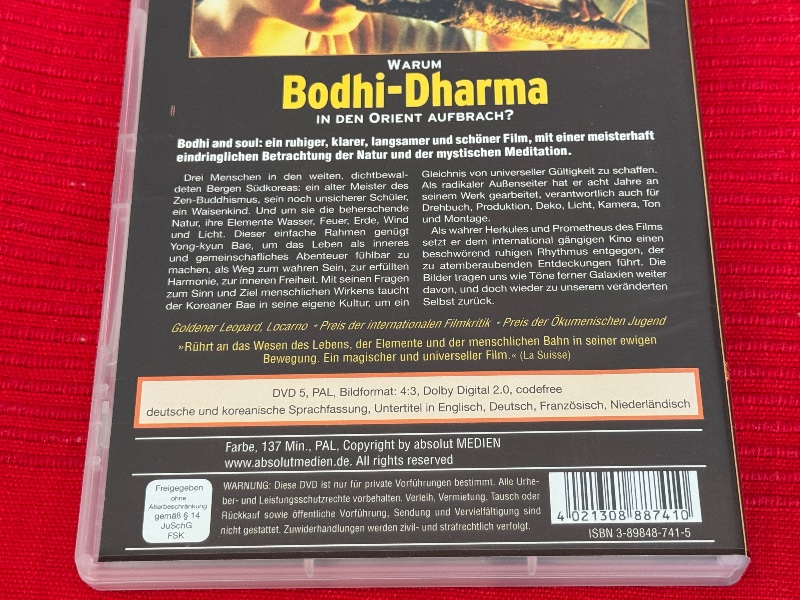 WARUM
Bodhi-Dharma
IN DEN ORIENT AUFBRACH?
Bodhi and soul: ein ruhiger, klarer, langsamer und schöner Film, mit einer meisterhaft
eindringlichen Betrachtung der Natur und der mystischen Meditation.
Drei Menschen in den weiten, dichtbewal-
deten Bergen Südkoreas: ein alter Meister des
Zen-Buddhismus, sein noch unsicherer Schüler,
ein Waisenkind. Und um sie die beherschende
Natur, ihre Elemente Wasser, Feuer, Erde, Wind
und Licht. Dieser einfache Rahmen genügt
Yong-kyun Bae, um das Leben als inneres
und gemeinschaftliches Abenteuer fühlbar zu
machen, als Weg zum wahren Sein, zur erfüllten
Harmonie, zur inneren Freiheit. Mit seinen Fragen
zum Sinn und Ziel menschlichen Wirkens taucht
der Koreaner Bae in seine eigene Kultur, um ein
Gleichnis von universeller Gültigkeit zu schaffen.
Als radikaler Außenseiter hat er acht Jahre an
seinem Werk gearbeitet, verantwortlich auch für
Drehbuch, Produktion, Deko, Licht, Kamera, Ton
und Montage.
Als wahrer Herkules und Prometheus des Films
setzt er dem international gängigen Kino einen
beschwörend ruhigen Rhythmus entgegen, der
zu atemberaubenden Entdeckungen führt. Die
Bilder tragen uns wie Töne ferner Galaxien weiter
davon, und doch wieder zu unserem veränderten
Selbst zurück.
Goldener Leopard, Locarno • Preis der internationalen Filmkritik • Preis der Ökumenischen Jugend
»Rührt an das Wesen des Lebens, der Elemente und der menschlichen Bahn in seiner ewigen
Bewegung. Ein magischer und universeller Film.« (La Suisse)
DVD 5, PAL, Bildformat: 4:3, Dolby Digital 2.0, codefree
deutsche und koreanische Sprachfassung, Untertitel in Englisch, Deutsch, Französisch, Niederländisch
Farbe, 137 Min., PAL, Copyright by absolut MEDIEN
www.absolutmedien.de. All rights reserved
Freigegeben
ohne
Altersbeschränkung
gemäß § 14
JuSchG
FSK
WARNUNG: Diese DVD ist nur für private Vorführungen bestimmt. Alle Urhe-
ber- und Leistungsschutzrechte vorbehalten. Verleih, Vermietung, Tausch oder
Rückkauf sowie öffentliche Vorführung, Sendung und Vervielfältigung sind
nicht gestattet. Zuwiderhandlungen werden zivil- und strafrechtlich verfolgt.
4 021308 887410
ISBN 3-89848-741-5